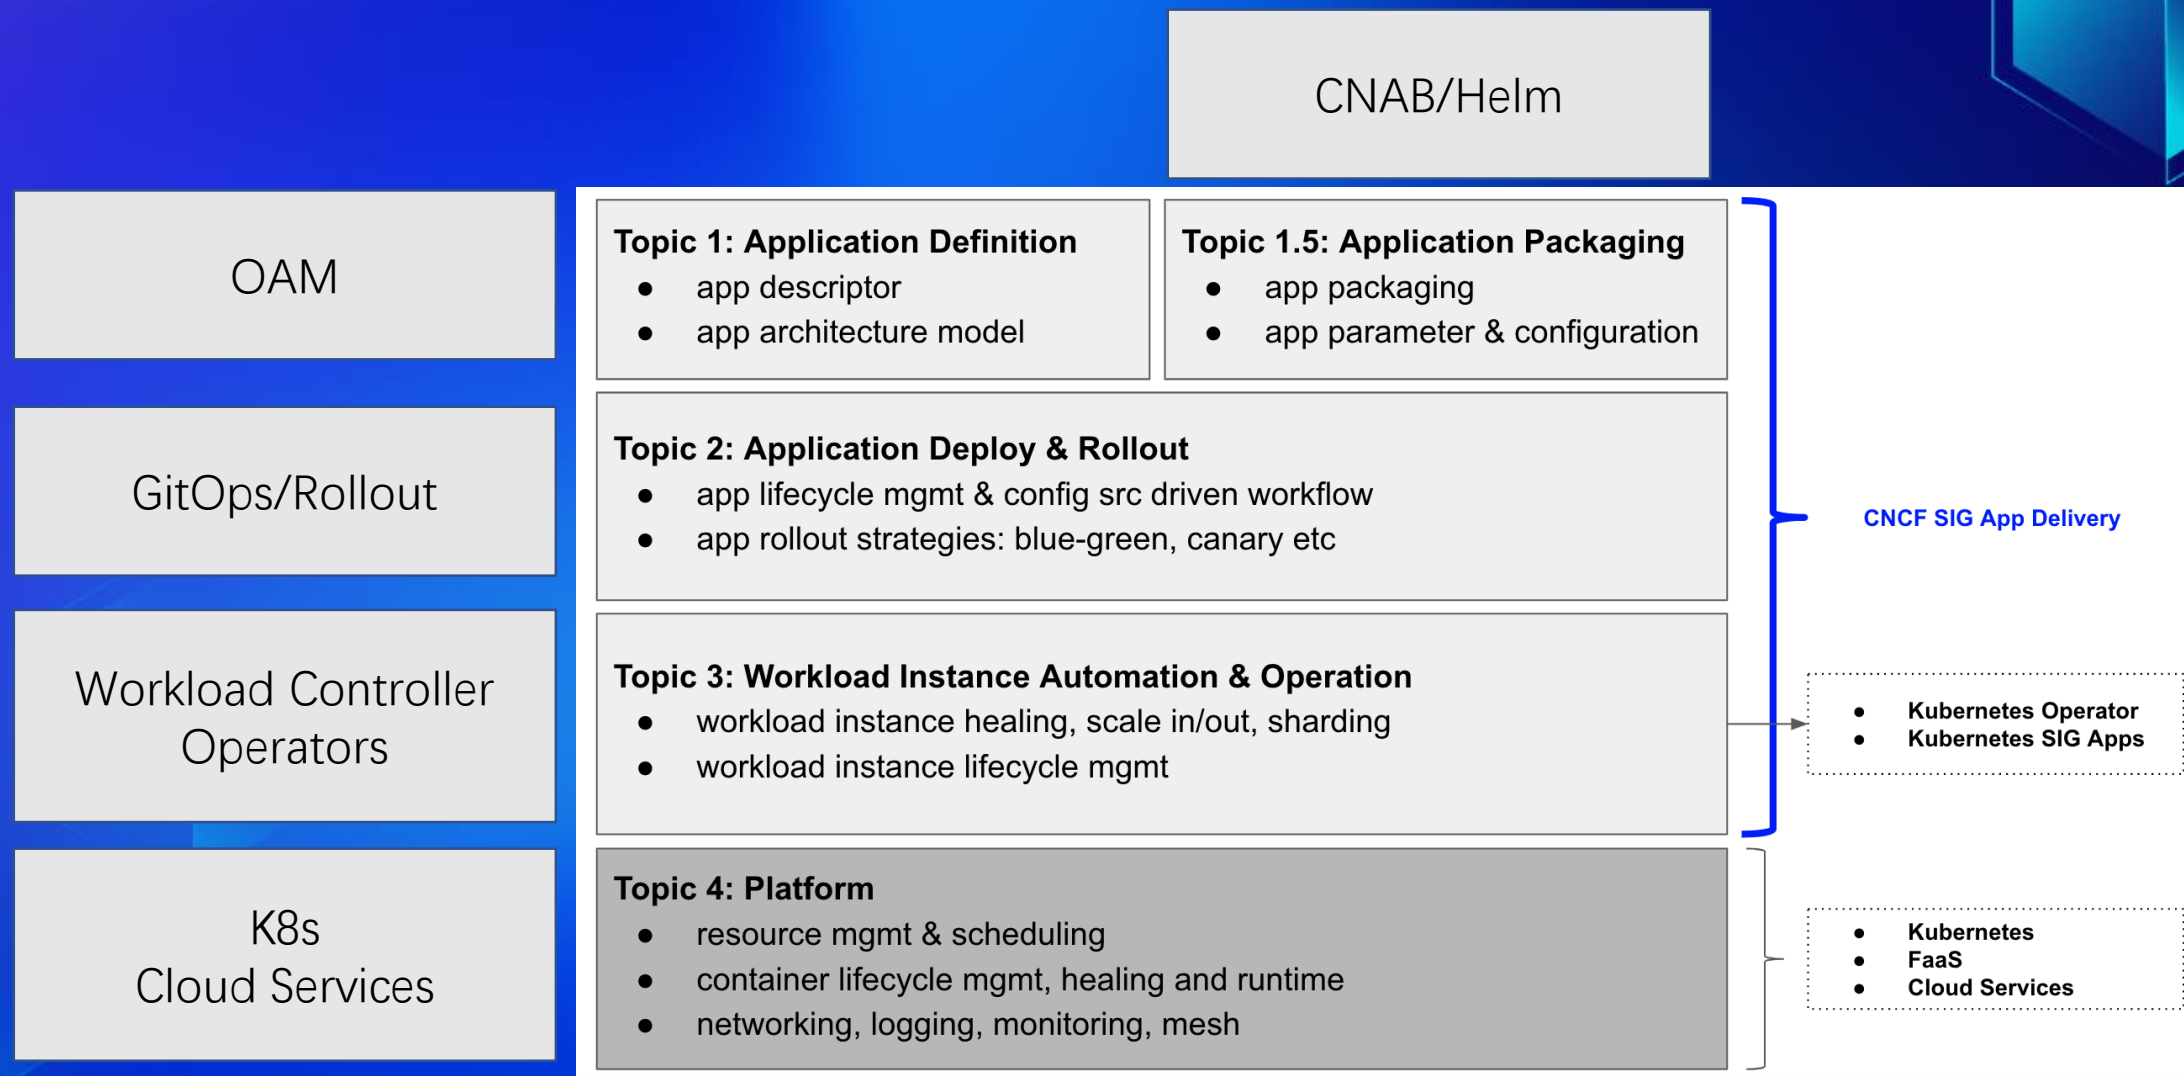 CNAB/Helm
OAM
Topic 1: Application Definition
● app descriptor
● app architecture model
Topic 1.5: Application Packaging
● app packaging
● app parameter & configuration
GitOps/Rollout
Topic 2: Application Deploy & Rollout
● app lifecycle mgmt & config src driven workflow
● app rollout strategies: blue-green, canary etc
CNCF SIG App Delivery
Workload Controller
Operators
Topic 3: Workload Instance Automation & Operation
● workload instance healing, scale in/out, sharding
● workload instance lifecycle mgmt
● Kubernetes Operator
● Kubernetes SIG Apps
K8s
Cloud Services
Topic 4: Platform
● resource mgmt & scheduling
● container lifecycle mgmt, healing and runtime
● networking, logging, monitoring, mesh
● Kubernetes
● FaaS
● Cloud Services